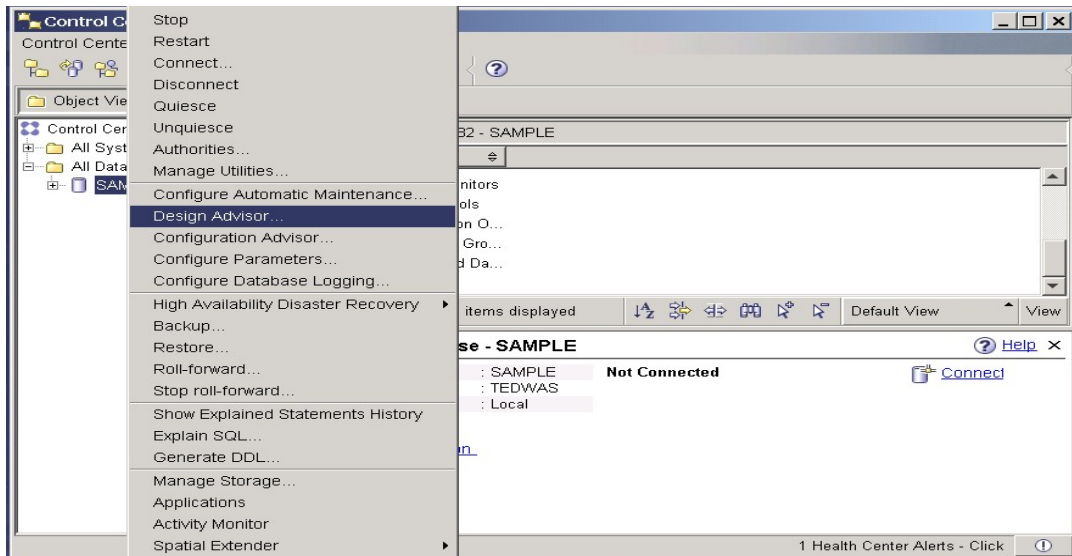 Control C
Control Cente
Object Vie
Control Cer
All Syst
All Data
SAM
Stop
Restart
Connect...
Disconnect
Quiesce
Unquiesce
Authorities...
Manage Utilities...
Configure Automatic Maintenance...
Design Advisor...
Configuration Advisor...
Configure Parameters...
Configure Database Logging...
High Availability Disaster Recovery
Backup...
Restore...
Roll-forward...
Stop roll-forward...
Show Explained Statements History
Explain SQL...
Generate DDL...
Manage Storage...
Applications
Activity Monitor
Spatial Extender
B2 - SAMPLE
nitors
ols
on O...
Gro...
d Da...
items displayed
Default View
View
se - SAMPLE
Help
: SAMPLE
Not Connected
Connect
: TEDWAS
: Local
on
1 Health Center Alerts - Click